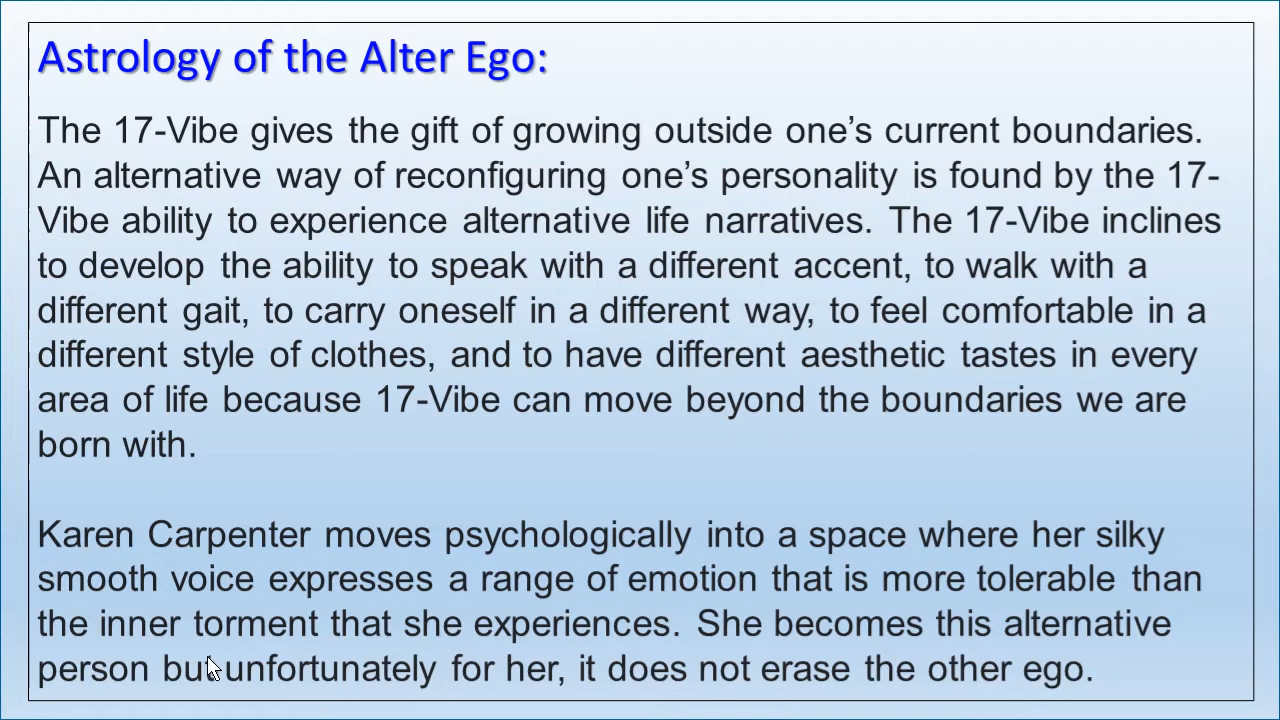 Astrology of the Alter Ego:
The 17-Vibe gives the gift of growing outside one’s current boundaries.
An alternative way of reconfiguring one’s personality is found by the 17-
Vibe ability to experience alternative life narratives. The 17-Vibe inclines
to develop the ability to speak with a different accent, to walk with a
different gait, to carry oneself in a different way, to feel comfortable in a
different style of clothes, and to have different aesthetic tastes in every
area of life because 17-Vibe can move beyond the boundaries we are
born with.
Karen Carpenter moves psychologically into a space where her silky
smooth voice expresses a range of emotion that is more tolerable than
the inner torment that she experiences. She becomes this alternative
person but unfortunately for her, it does not erase the other ego.